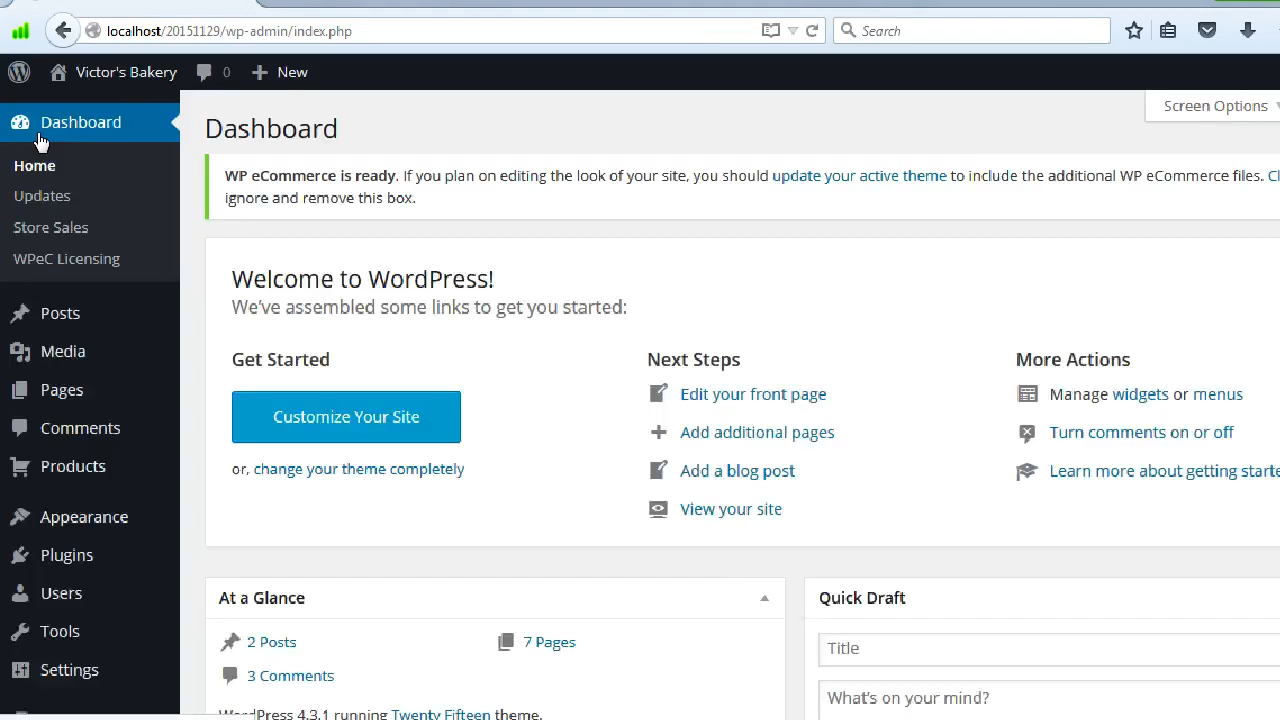 localhost/20151129/wp-admin/index.php
Search
Victor's Bakery
0
New
Dashboard
Home
Updates
Store Sales
WPeC Licensing
Posts
Media
Pages
Comments
Products
Appearance
Plugins
Users
Tools
Settings
Screen Options
Dashboard
WP eCommerce is ready. If you plan on editing the look of your site, you should update your active theme to include the additional WP eCommerce files. Cl
ignore and remove this box.
Welcome to WordPress!
We've assembled some links to get you started:
Get Started
Customize Your Site
or, change your theme completely
Next Steps
Edit your front page
Add additional pages
Add a blog post
View your site
More Actions
Manage widgets or menus
Turn comments on or off
Learn more about getting starte
At a Glance
2 Posts
7 Pages
3 Comments
WordPress 4.3.1 running Twenty Fifteen theme.
Quick Draft
Title
What's on your mind?